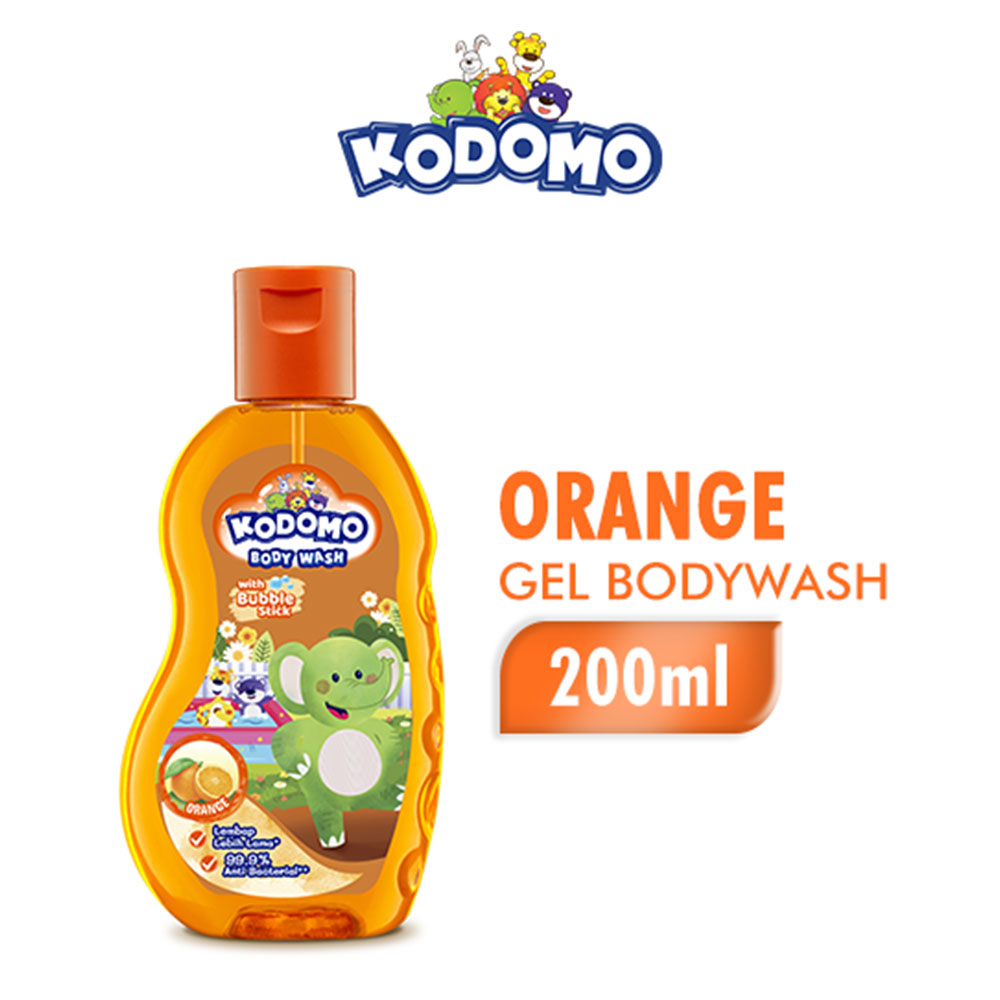 KODOMO
KODOMO
BODY WASH
with
Bubble
Stick
ORANGE
Lembap
Lebih Lama*
99.9%
Anti Bacterial**
ORANGE
GEL BODYWASH
200ml